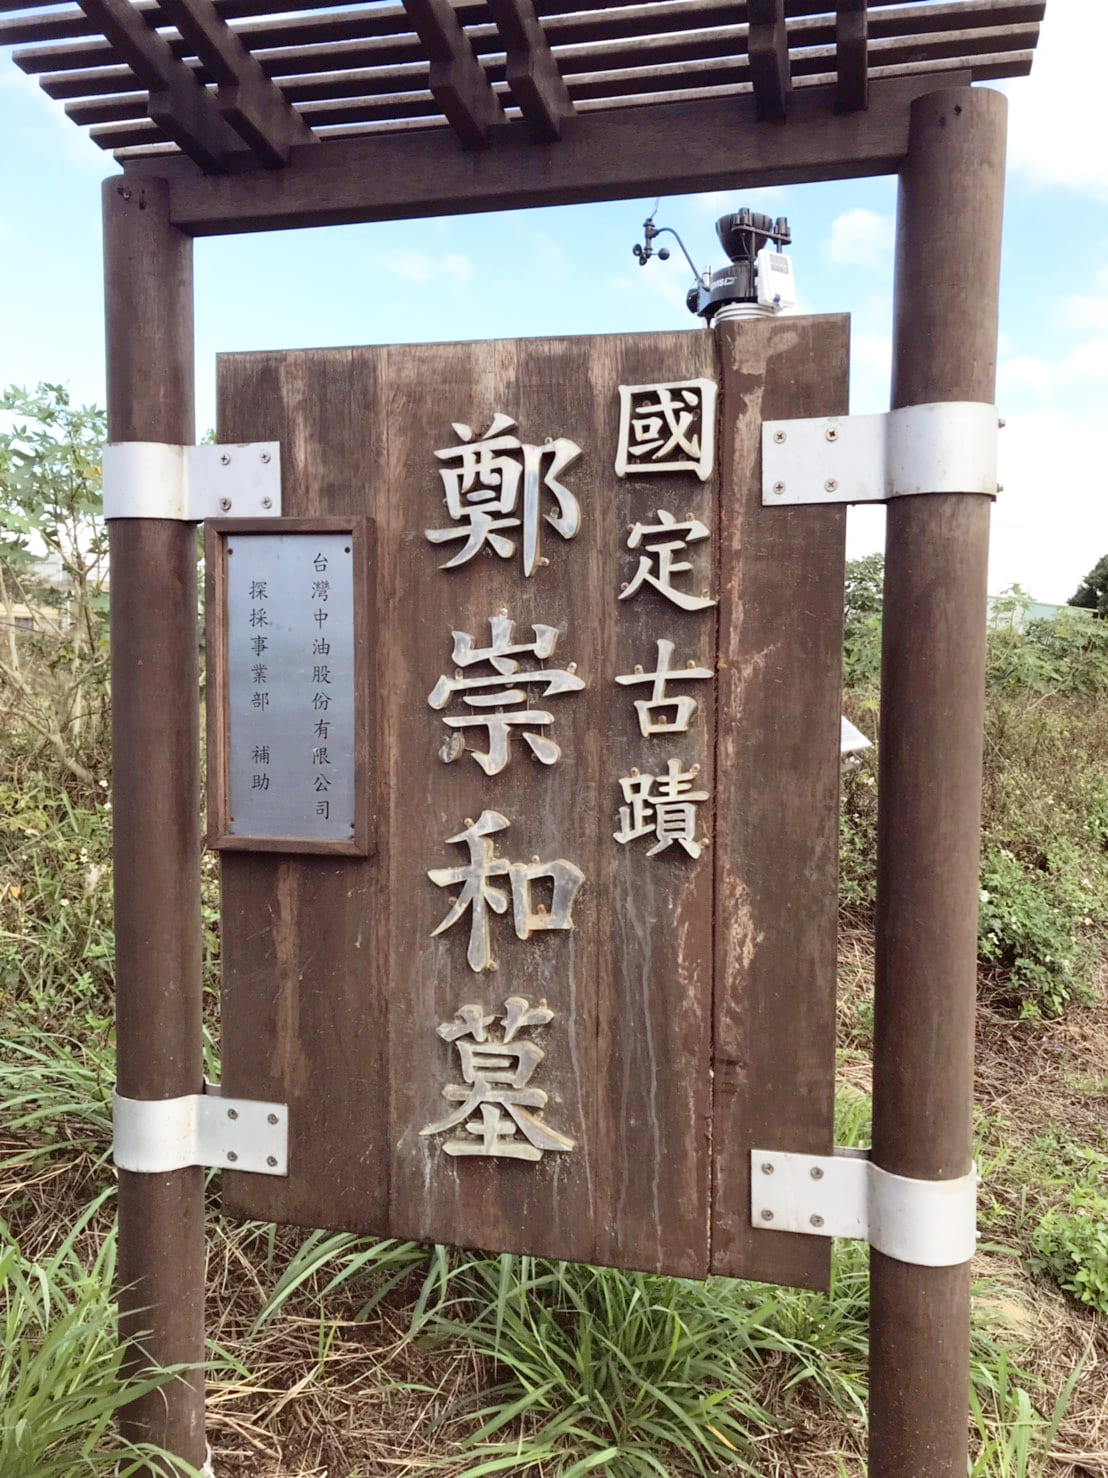 國定古蹟
鄭崇和墓
台灣中油股份有限公司
探採事業部 補助